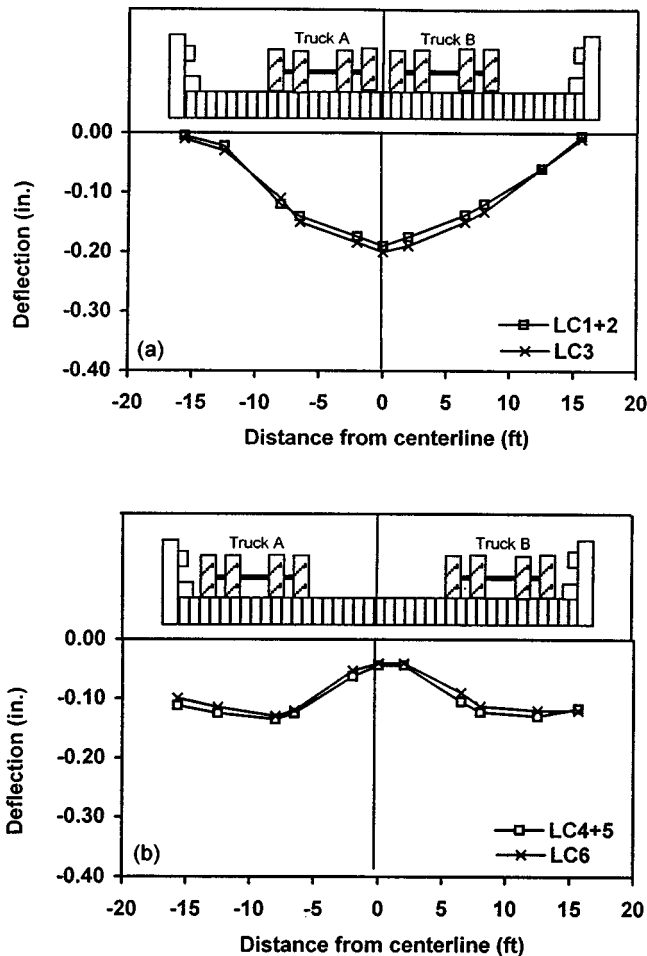 Truck A
Truck B
0.00
-0.10
-0.20
-0.30
-0.40
Deflection (in.)
(a)
LC1+2
LC3
-20
-15
-10
-5
0
5
10
15
20
Distance from centerline (ft)
Truck A
Truck B
0.00
-0.10
-0.20
-0.30
-0.40
Deflection (in.)
(b)
LC4+5
LC6
-20
-15
-10
-5
0
5
10
15
20
Distance from centerline (ft)